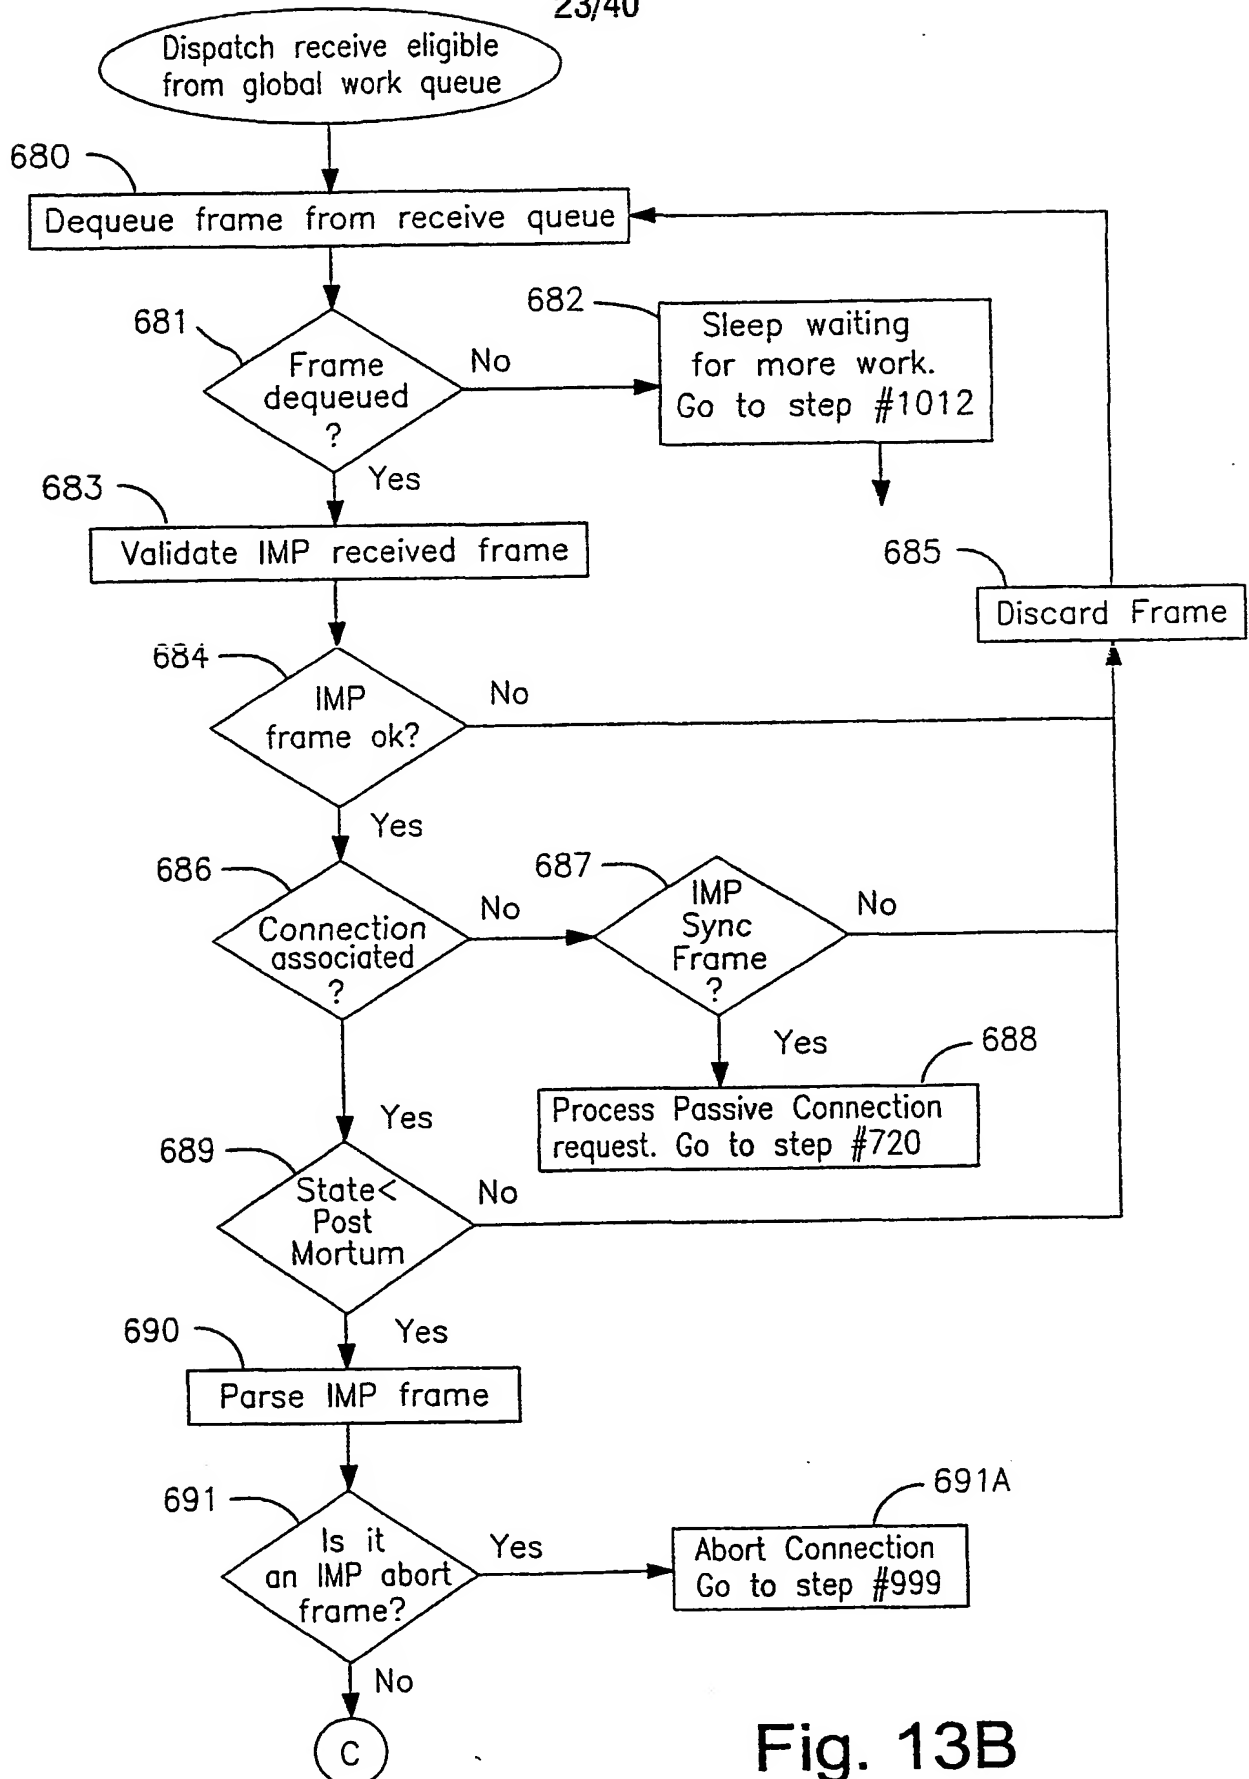 23/40
Dispatch receive eligible
from global work queue
680
Dequeue frame from receive queue
681
Frame
dequeued
?
No
682
Sleep waiting
for more work.
Go to step #1012
Yes
683
Validate IMP received frame
685
Discard Frame
684
IMP
frame ok?
No
Yes
686
Connection
associated
?
No
687
IMP
Sync
Frame
?
No
Yes
688
Process Passive Connection
request. Go to step #720
Yes
689
State<
Post
Mortum
No
Yes
690
Parse IMP frame
691
Is it
an IMP abort
frame?
Yes
691A
Abort Connection
Go to step #999
No
C
Fig. 13B